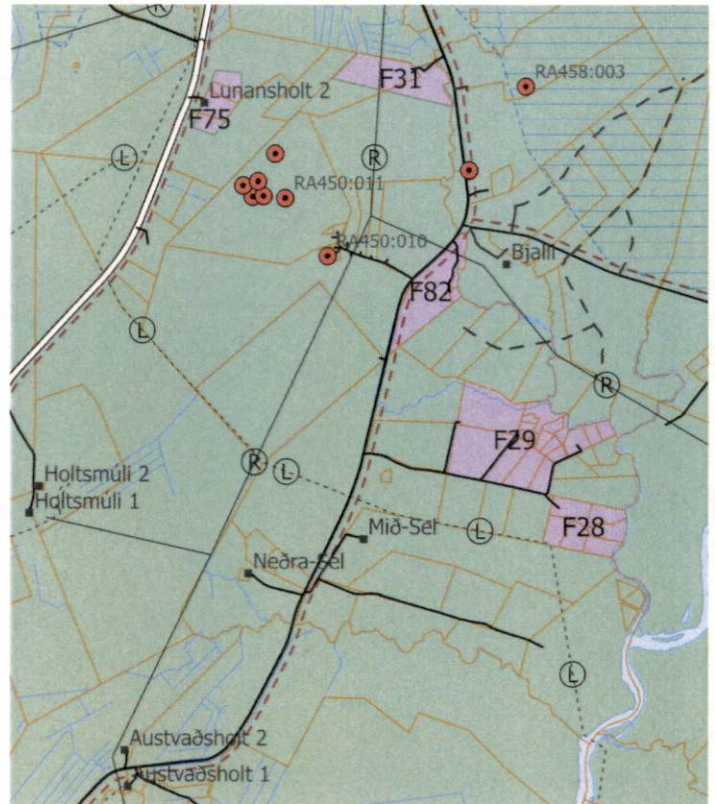 R
RA458:003
F31
Lunansholt 2
F75
L
R
RA450:011
RA450:010
Bjalli
F82
L
R
F29
R
L
Holtsmúli 2
Holtsmúli 1
Mið-Sel
L
F28
Neðra-Sel
L
Austvaðsholt 2
Austvaðsholt 1